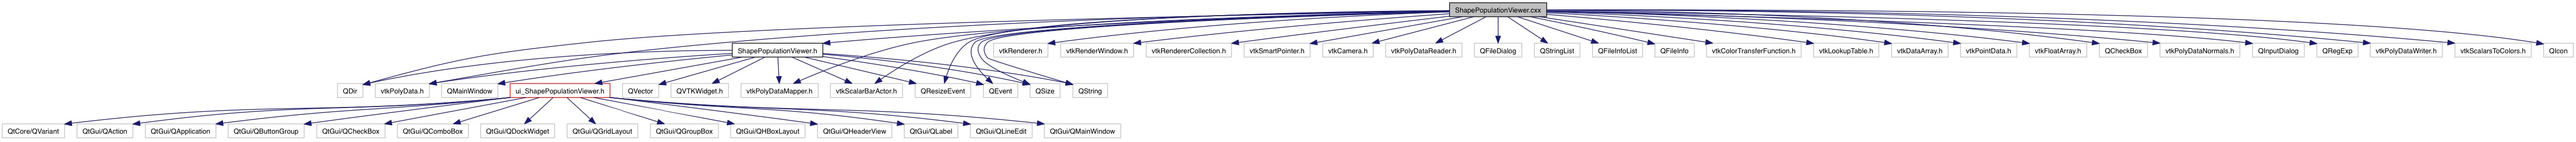 ShapePopulationViewer.cxx
ShapePopulationViewer.h
vtkRenderer.h
vtkRenderWindow.h
vtkRendererCollection.h
vtkSmartPointer.h
vtkCamera.h
vtkPolyDataReader.h
QFileDialog
QStringList
QFileInfoList
QFileInfo
vtkColorTransferFunction.h
vtkLookupTable.h
vtkDataArray.h
vtkPointData.h
vtkFloatArray.h
QCheckBox
vtkPolyDataNormals.h
QInputDialog
QRegExp
vtkPolyDataWriter.h
vtkScalarsToColors.h
QIcon
QDir
vtkPolyData.h
QMainWindow
ui_ShapePopulationViewer.h
QVector
QVTKWidget.h
vtkPolyDataMapper.h
vtkScalarBarActor.h
QResizeEvent
QEvent
QSize
QString
QtCore/QVariant
QtGui/QAction
QtGui/QApplication
QtGui/QButtonGroup
QtGui/QCheckBox
QtGui/QComboBox
QtGui/QDockWidget
QtGui/QGridLayout
QtGui/QGroupBox
QtGui/QHBoxLayout
QtGui/QHeaderView
QtGui/QLabel
QtGui/QLineEdit
QtGui/QMainWindow